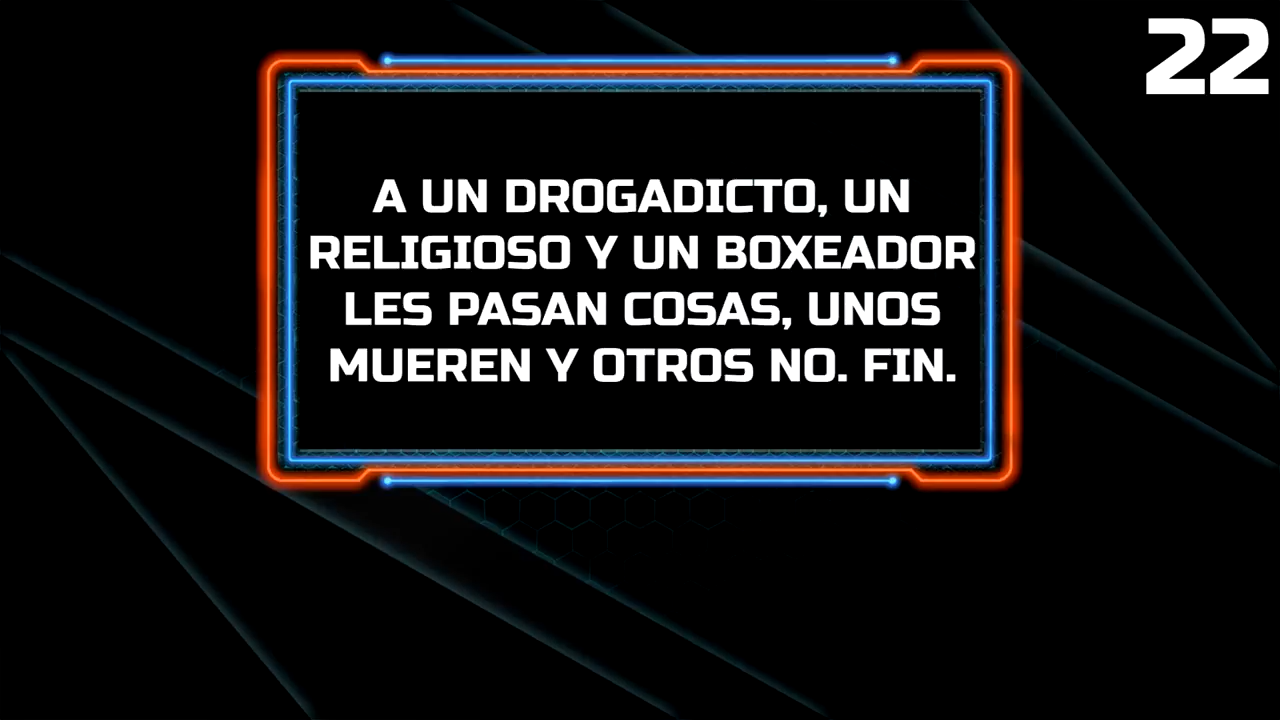 22
A UN DROGADICTO, UN
RELIGIOSO Y UN BOXEADOR
LES PASAN COSAS, UNOS
MUEREN Y OTROS NO. FIN.